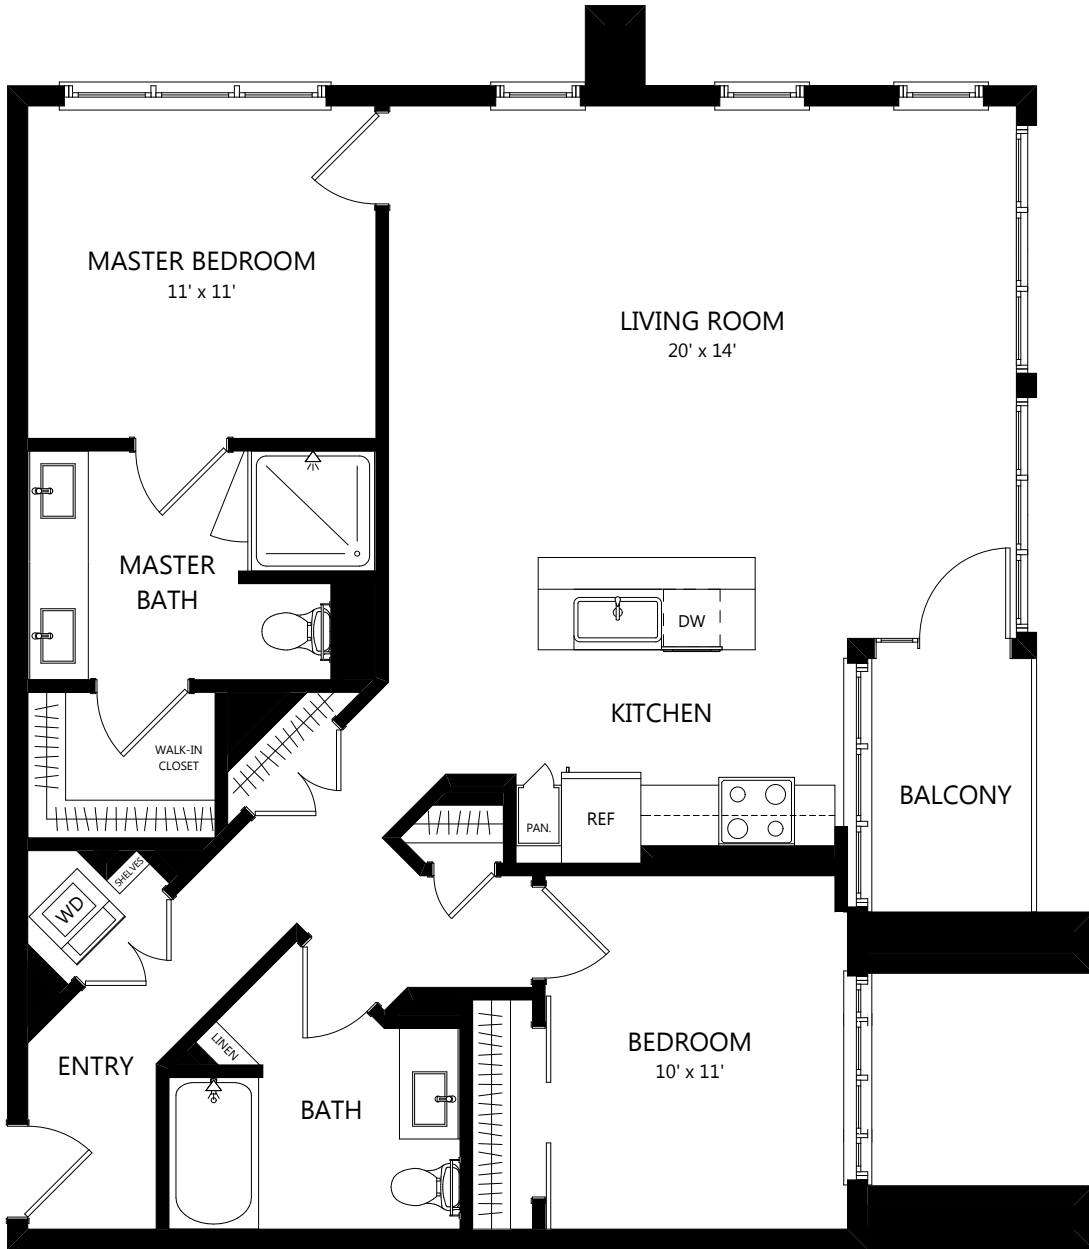 MASTER BEDROOM
11' x 11'
LIVING ROOM
20' x 14'
MASTER
BATH
DW
KITCHEN
WALK-IN
CLOSET
BALCONY
PAN.
REF
SHELVES
WD
BEDROOM
10' x 11'
LINEN
ENTRY
BATH